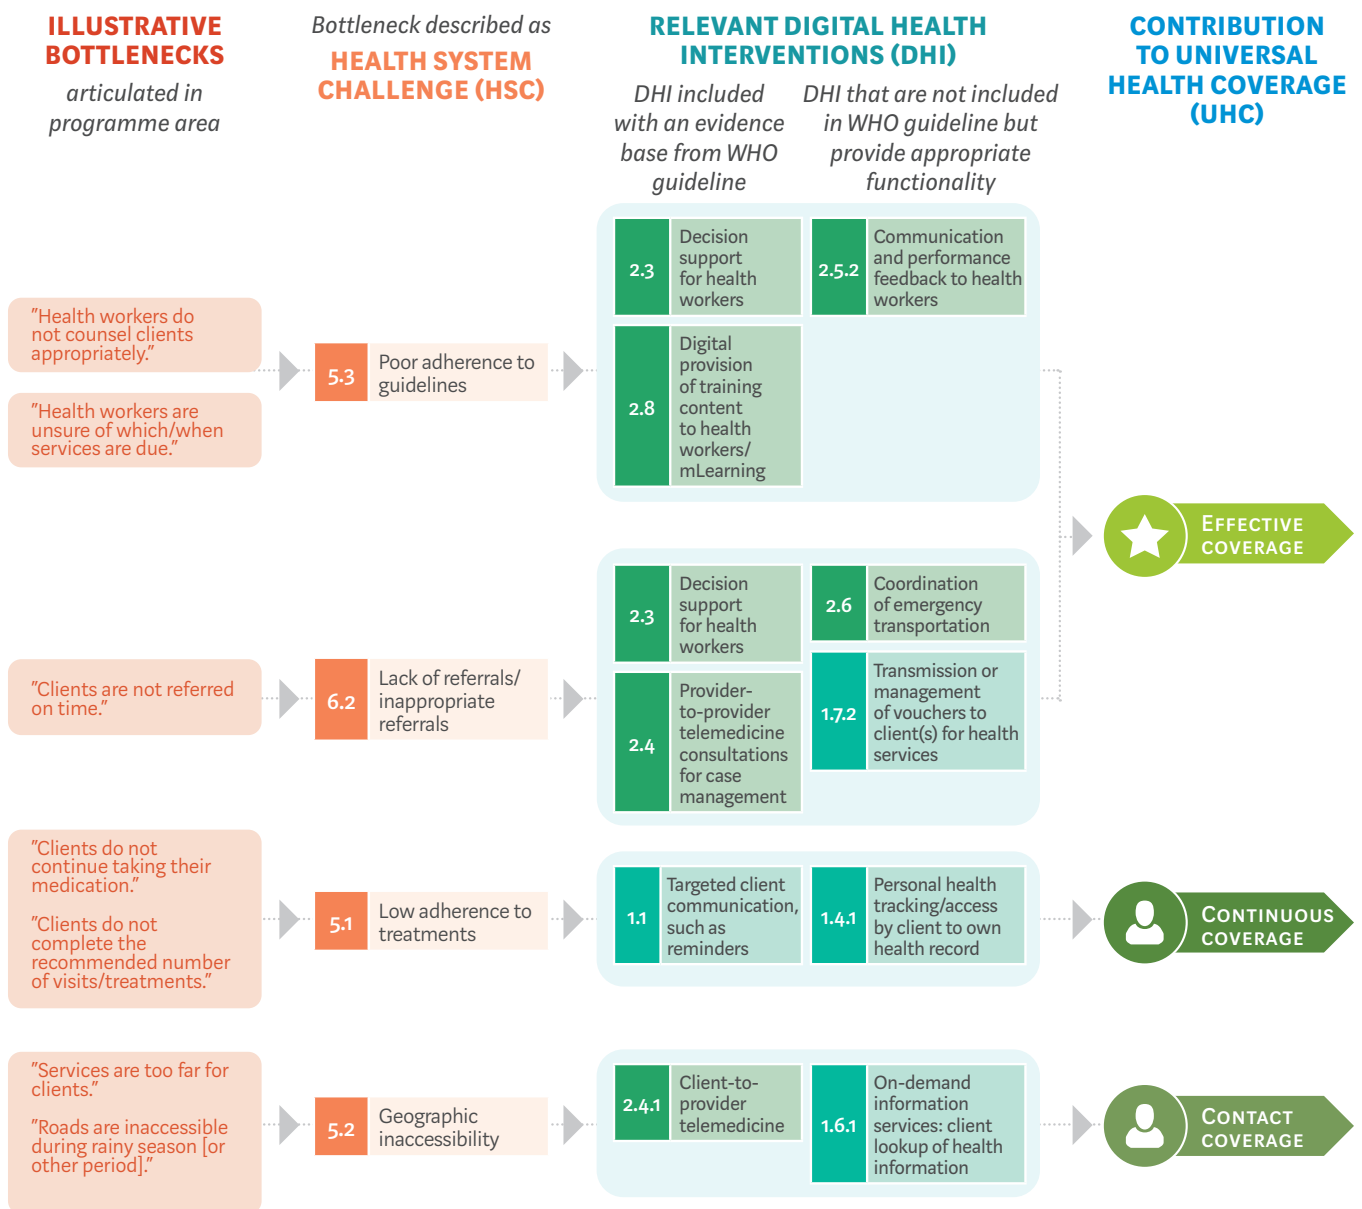 ILLUSTRATIVE
BOTTLENECKS
articulated in
programme area
Bottleneck described as
HEALTH SYSTEM
CHALLENGE (HSC)
RELEVANT DIGITAL HEALTH
INTERVENTIONS (DHI)
DHI included
with an evidence
base from WHO
guideline
DHI that are not included
in WHO guideline but
provide appropriate
functionality
CONTRIBUTION
TO UNIVERSAL
HEALTH COVERAGE
(UHC)
"Health workers do
not counsel clients
appropriately."
"Health workers are
unsure of which/when
services are due."
5.3
Poor adherence to
guidelines
2.3
Decision
support
for health
workers
2.8
Digital
provision
of training
content
to health
workers/
mLearning
2.5.2
Communication
and performance
feedback to health
workers
EFFECTIVE
COVERAGE
"Clients are not referred
on time."
6.2
Lack of referrals/
inappropriate
referrals
2.3
Decision
support
for health
workers
2.4
Provider-
to-provider
telemedicine
consultations
for case
management
2.6
Coordination
of emergency
transportation
1.7.2
Transmission or
management
of vouchers to
client(s) for health
services
"Clients do not
continue taking their
medication."
"Clients do not
complete the
recommended number
of visits/treatments."
5.1
Low adherence to
treatments
1.1
Targeted client
communication,
such as
reminders
1.4.1
Personal health
tracking/access
by client to own
health record
CONTINUOUS
COVERAGE
"Services are too far for
clients."
"Roads are inaccessible
during rainy season [or
other period]."
5.2
Geographic
inaccessibility
2.4.1
Client-to-
provider
telemedicine
1.6.1
On-demand
information
services: client
lookup of health
information
CONTACT
COVERAGE